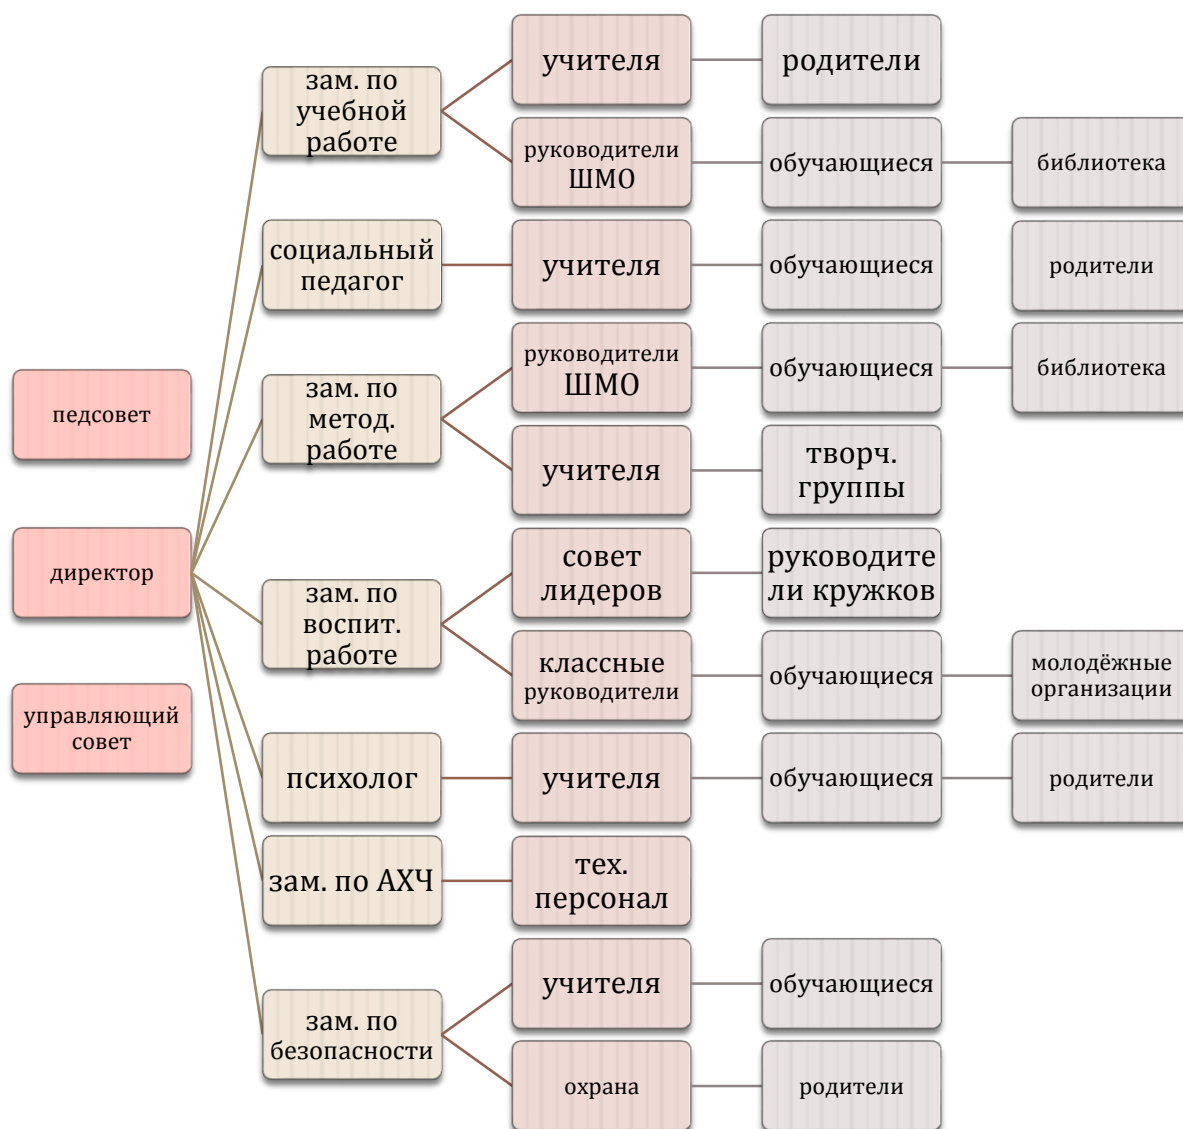 педсовет
директор
управляющий
совет
зам. по
учебной
работе
учителя
родители
руководители
ШМО
обучающиеся
библиотека
социальный
педагог
учителя
обучающиеся
родители
зам. по
метод.
работе
руководители
ШМО
обучающиеся
библиотека
учителя
творч.
группы
зам. по
воспит.
работе
совет
лидеров
руководите
ли кружков
классные
руководители
обучающиеся
молодёжные
организации
психолог
учителя
обучающиеся
родители
зам. по АХЧ
тех.
персонал
зам. по
безопасности
учителя
обучающиеся
охрана
родители